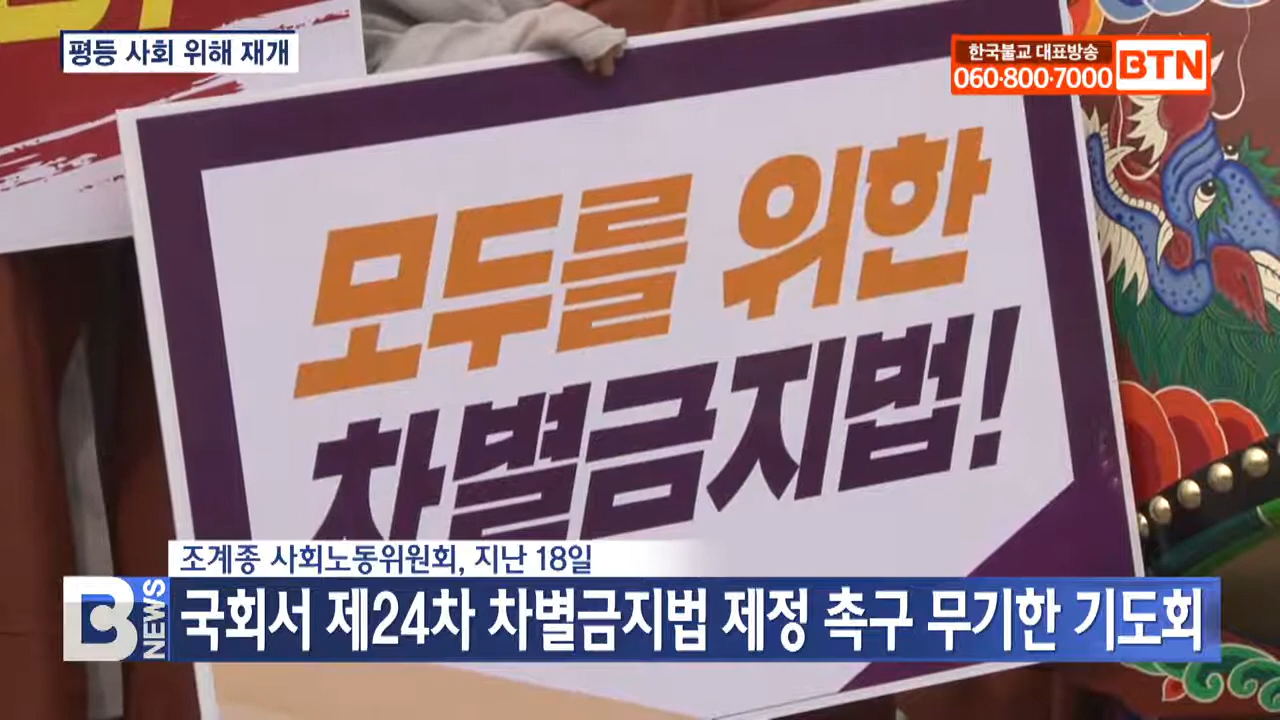 평등 사회 위해 재개
한국불교 대표방송
060·800·7000
BTN
모두를 위한
차별금지법!
조계종 사회노동위원회, 지난 18일
B NEWS
국회서 제24차 차별금지법 제정 촉구 무기한 기도회